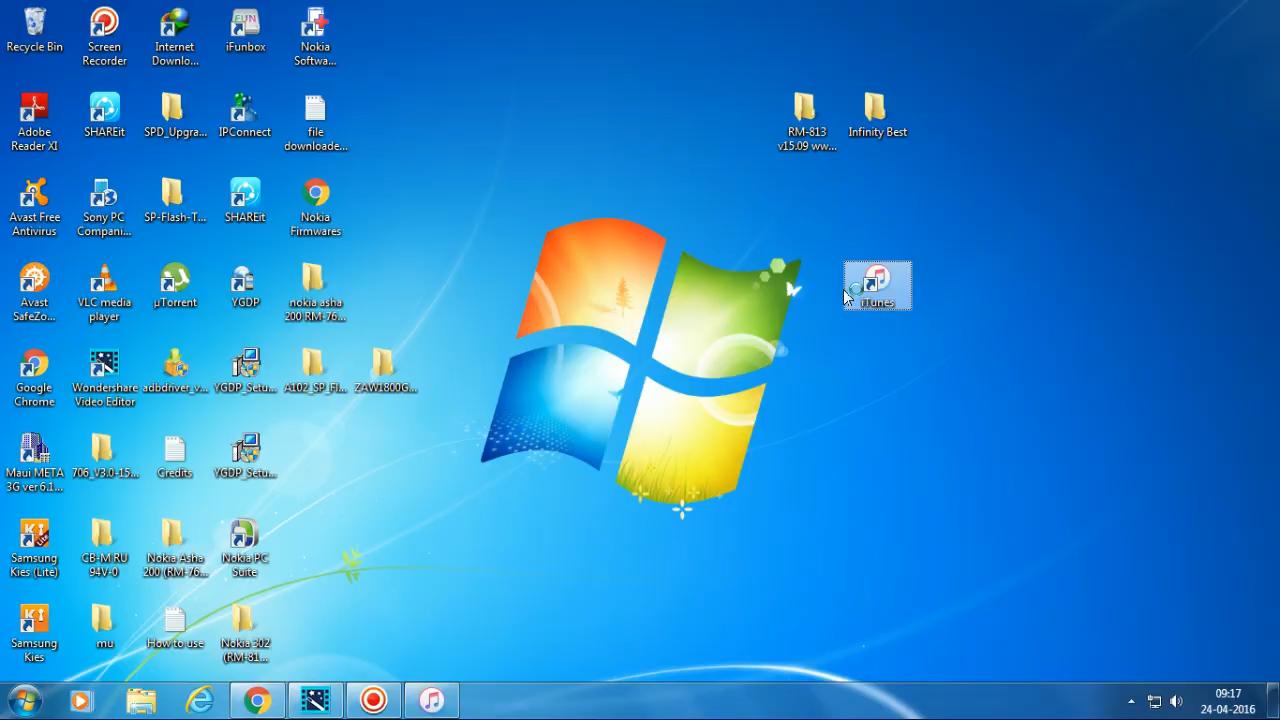 Recycle Bin
Screen
Recorder
Internet
Downlo...
iFunbox
Nokia
Softwa...
Adobe
Reader XI
SHAREit
SPD_Upgra...
IPConnect
file
downloade...
RM-813
v15.09 ww...
Infinity Best
Avast Free
Antivirus
Sony PC
Compani...
SP-Flash-T...
SHAREit
Nokia
Firmwares
Avast
SafeZo...
VLC media
player
µTorrent
YGDP
nokia asha
200 RM-76...
iTunes
Google
Chrome
Wondershare
Video Editor
adbdriver_v...
YGDP_Setu...
A102_SP_Fl...
ZAW1800G...
Maui META
3G ver 6.1...
706_V3.0-15...
Credits
YGDP_Setu...
Samsung
Kies (Lite)
CB-M RU
94V-0
Nokia Asha
200 (RM-76...
Nokia PC
Suite
Samsung
Kies
mu
How to use
Nokia 302
(RM-81...
09:17
24-04-2016